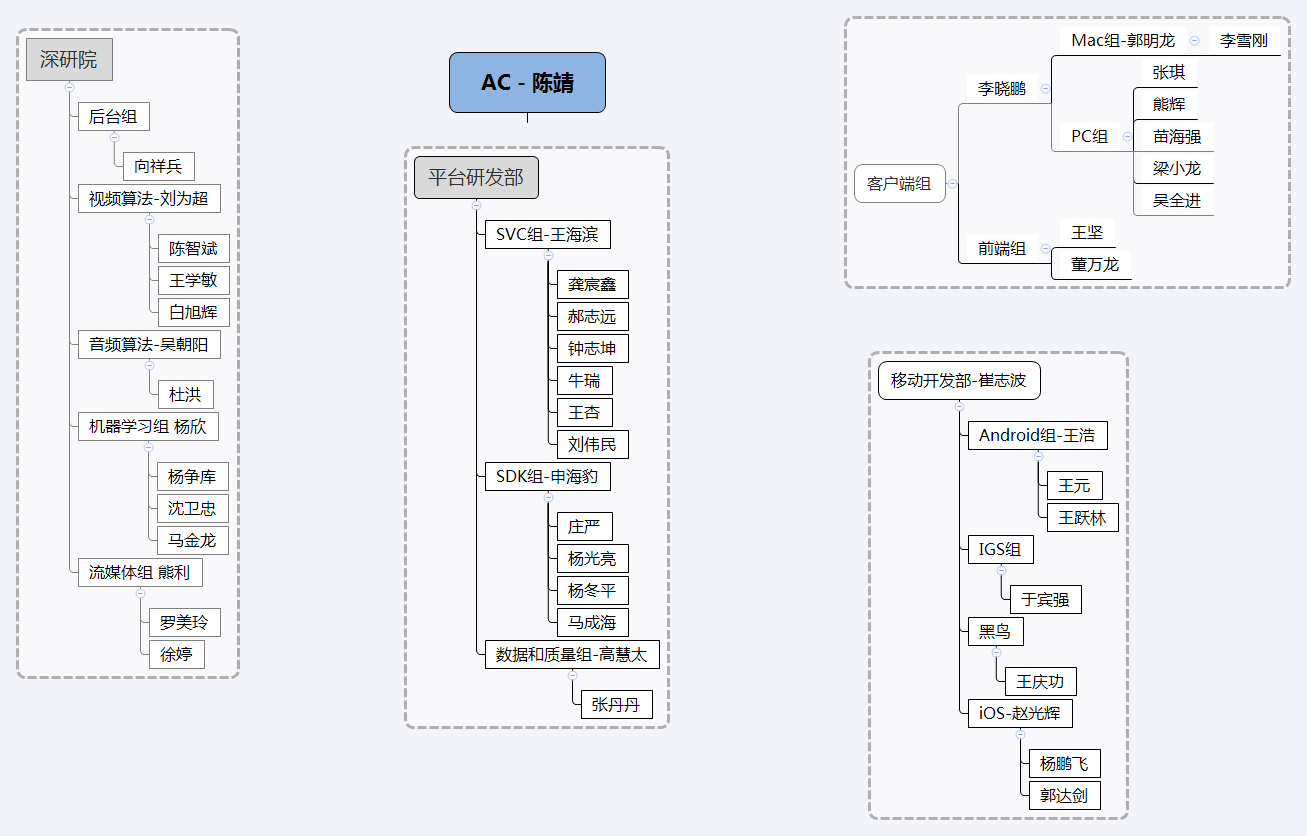 深研院
后台组
向祥兵
视频算法-刘为超
陈智斌
王学敏
白旭辉
音频算法-吴朝阳
杜洪
机器学习组 杨欣
杨争库
沈卫忠
马金龙
流媒体组 熊利
罗美玲
徐婷
AC - 陈靖
平台研发部
SVC组-王海滨
龚宸鑫
郝志远
钟志坤
牛瑞
王杏
刘伟民
SDK组-申海豹
庄严
杨光亮
杨冬平
马成海
数据和质量组-高慧太
张丹丹
客户端组
李晓鹏
Mac组-郭明龙
李雪刚
PC组
张琪
熊辉
苗海强
梁小龙
吴全进
前端组
王坚
董万龙
移动开发部-崔志波
Android组-王浩
王元
王跃林
IGS组
于宾强
黑鸟
王庆功
iOS-赵光辉
杨鹏飞
郭达剑